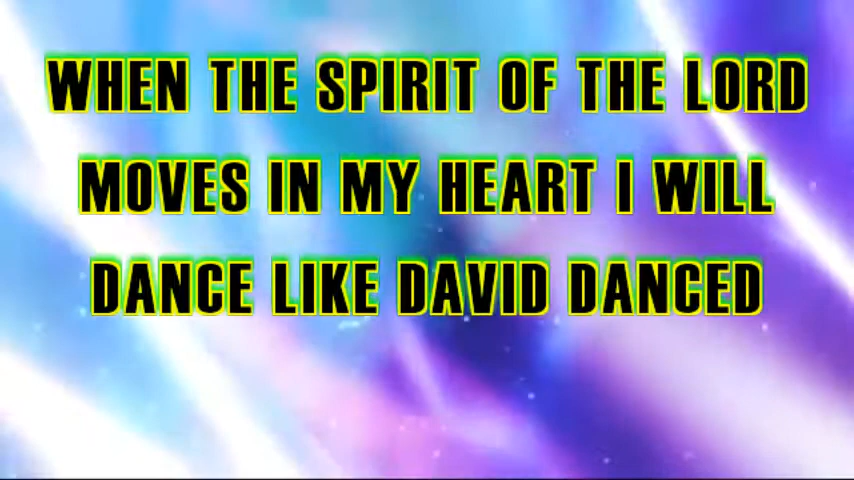 WHEN THE SPIRIT OF THE LORD
MOVES IN MY HEART I WILL
DANCE LIKE DAVID DANCED